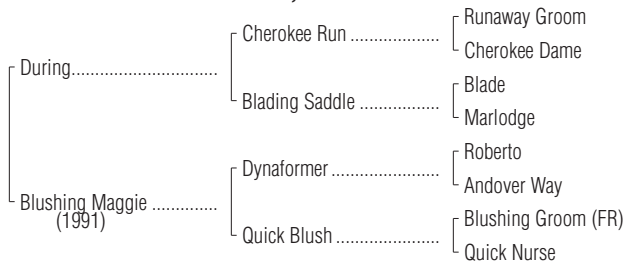 Runaway Groom
Cherokee Run ...................
Cherokee Dame
During..............................
Blade
Blading Saddle .................
Marlodge
Roberto
Dynaformer.......................
Andover Way
Blushing Maggie ..............
(1991)
Blushing Groom (FR)
Quick Blush......................
Quick Nurse